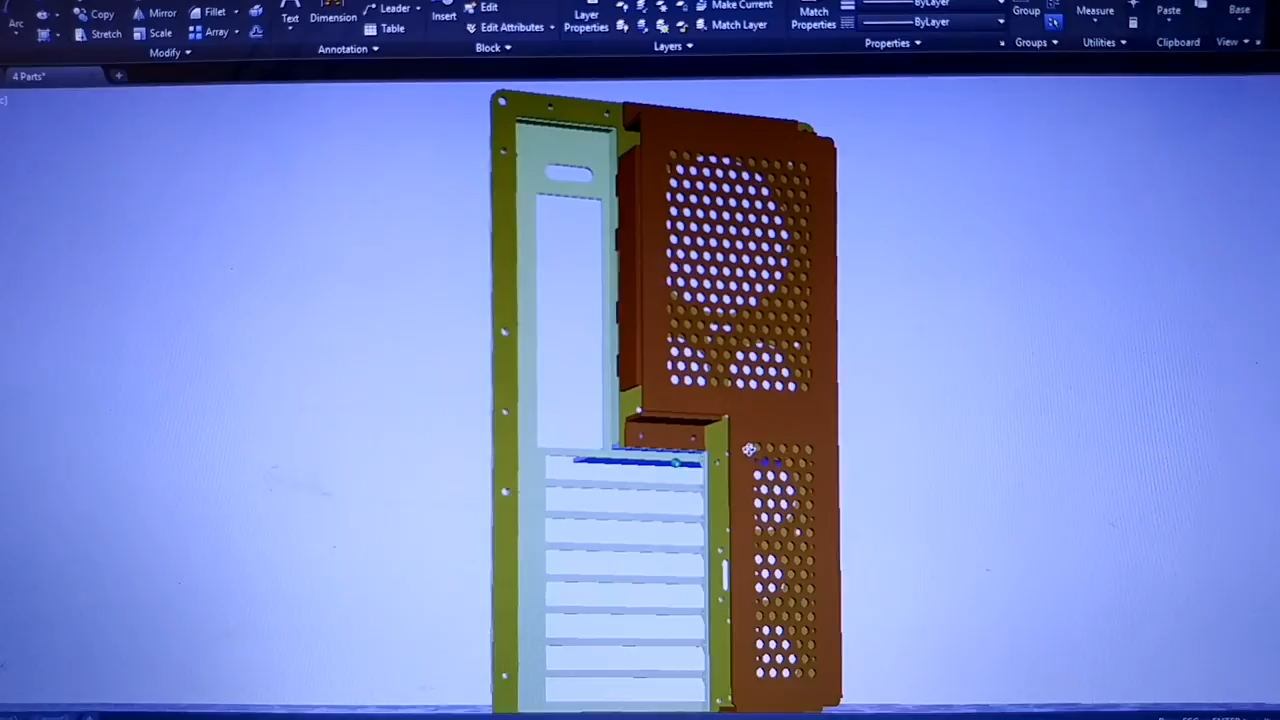 ByLayer
Arc Copy Mirror Fillet Text Dimension Leader Insert Edit Layer Properties Make Current Match Properties ByLayer Group Measure Paste Base
Stretch Scale Array Table Edit Attributes Match Layer
Modify Annotation Block Layers Properties Groups Utilities Clipboard View
4 Parts* +
c]